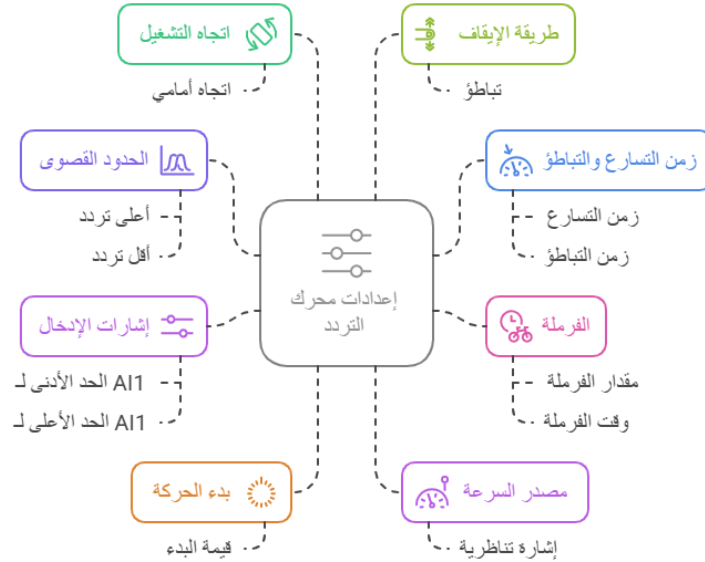 طريقة الإيقاف
تباطؤ
اتجاه التشغيل
اتجاه أمامي
زمن التسارع والتباطؤ
زمن التسارع
زمن التباطؤ
الحدود القصوى
أعلى تردد
أقل تردد
إعدادات محرك
التردد
الفرملة
مقدار الفرملة
وقت الفرملة
إشارات الإدخال
AI1 الحد الأدنى لـ
AI1 الحد الأعلى لـ
مصدر السرعة
إشارة تناظرية
بدء الحركة
قيمة البدء